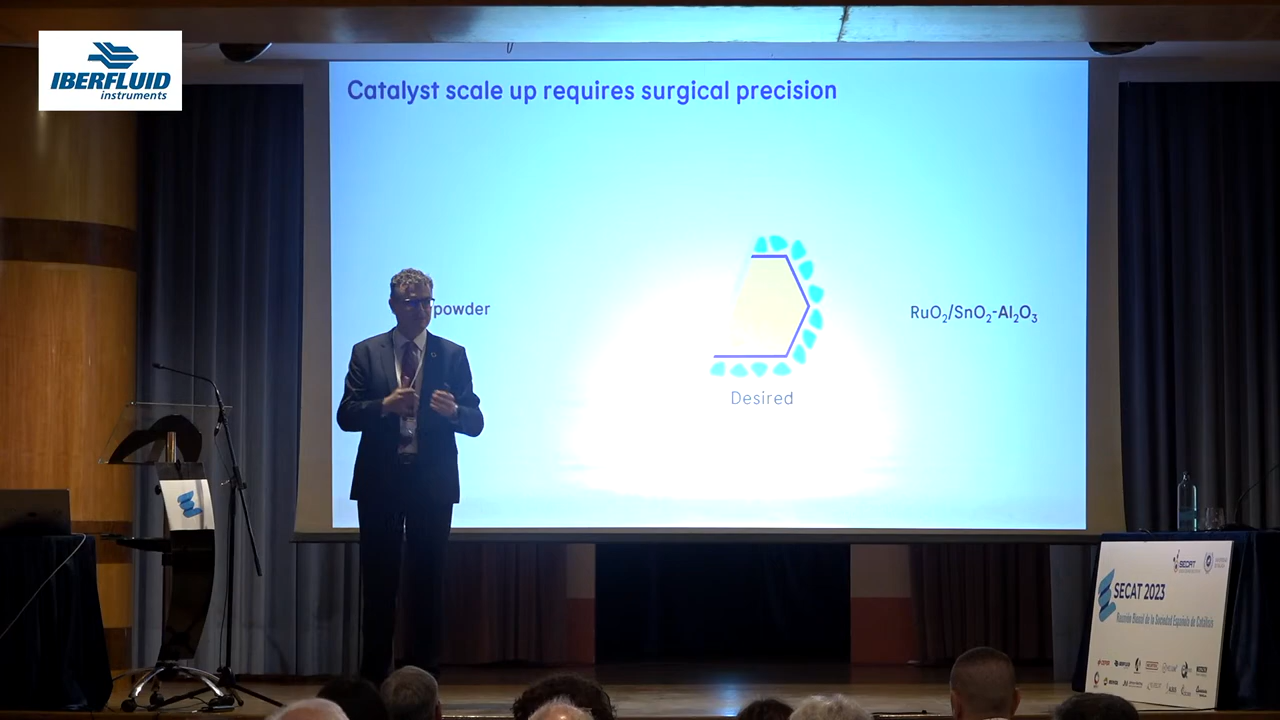 IBERFLUID
instruments
Catalyst scale up requires surgical precision
powder
RuO₂/SnO₂-Al₂O₃
Desired
SECAT
SECAT 2023
Reunión Bienal de la Sociedad Española de Catálisis